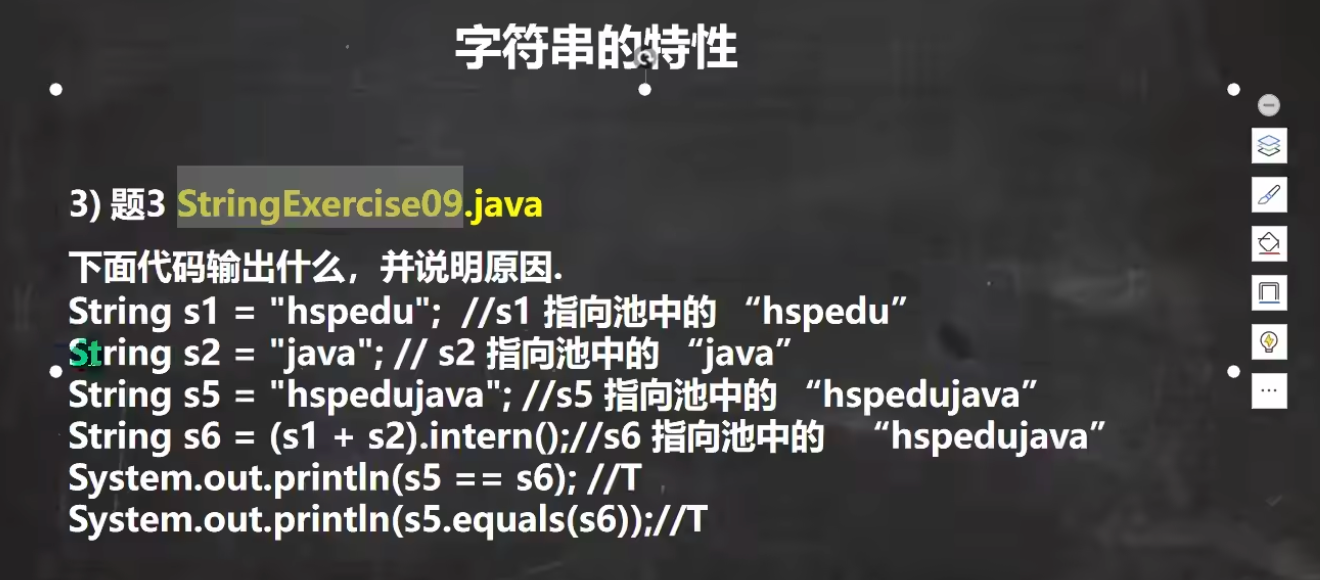 字符串的特性
3) 题3 StringExercise09.java
下面代码输出什么，并说明原因.
String s1 = "hspedu";  //s1 指向池中的 “hspedu”
String s2 = "java"; // s2 指向池中的 “java”
String s5 = "hspedujava"; //s5 指向池中的 “hspedujava”
String s6 = (s1 + s2).intern();//s6 指向池中的   “hspedujava”
System.out.println(s5 == s6); //T
System.out.println(s5.equals(s6));//T